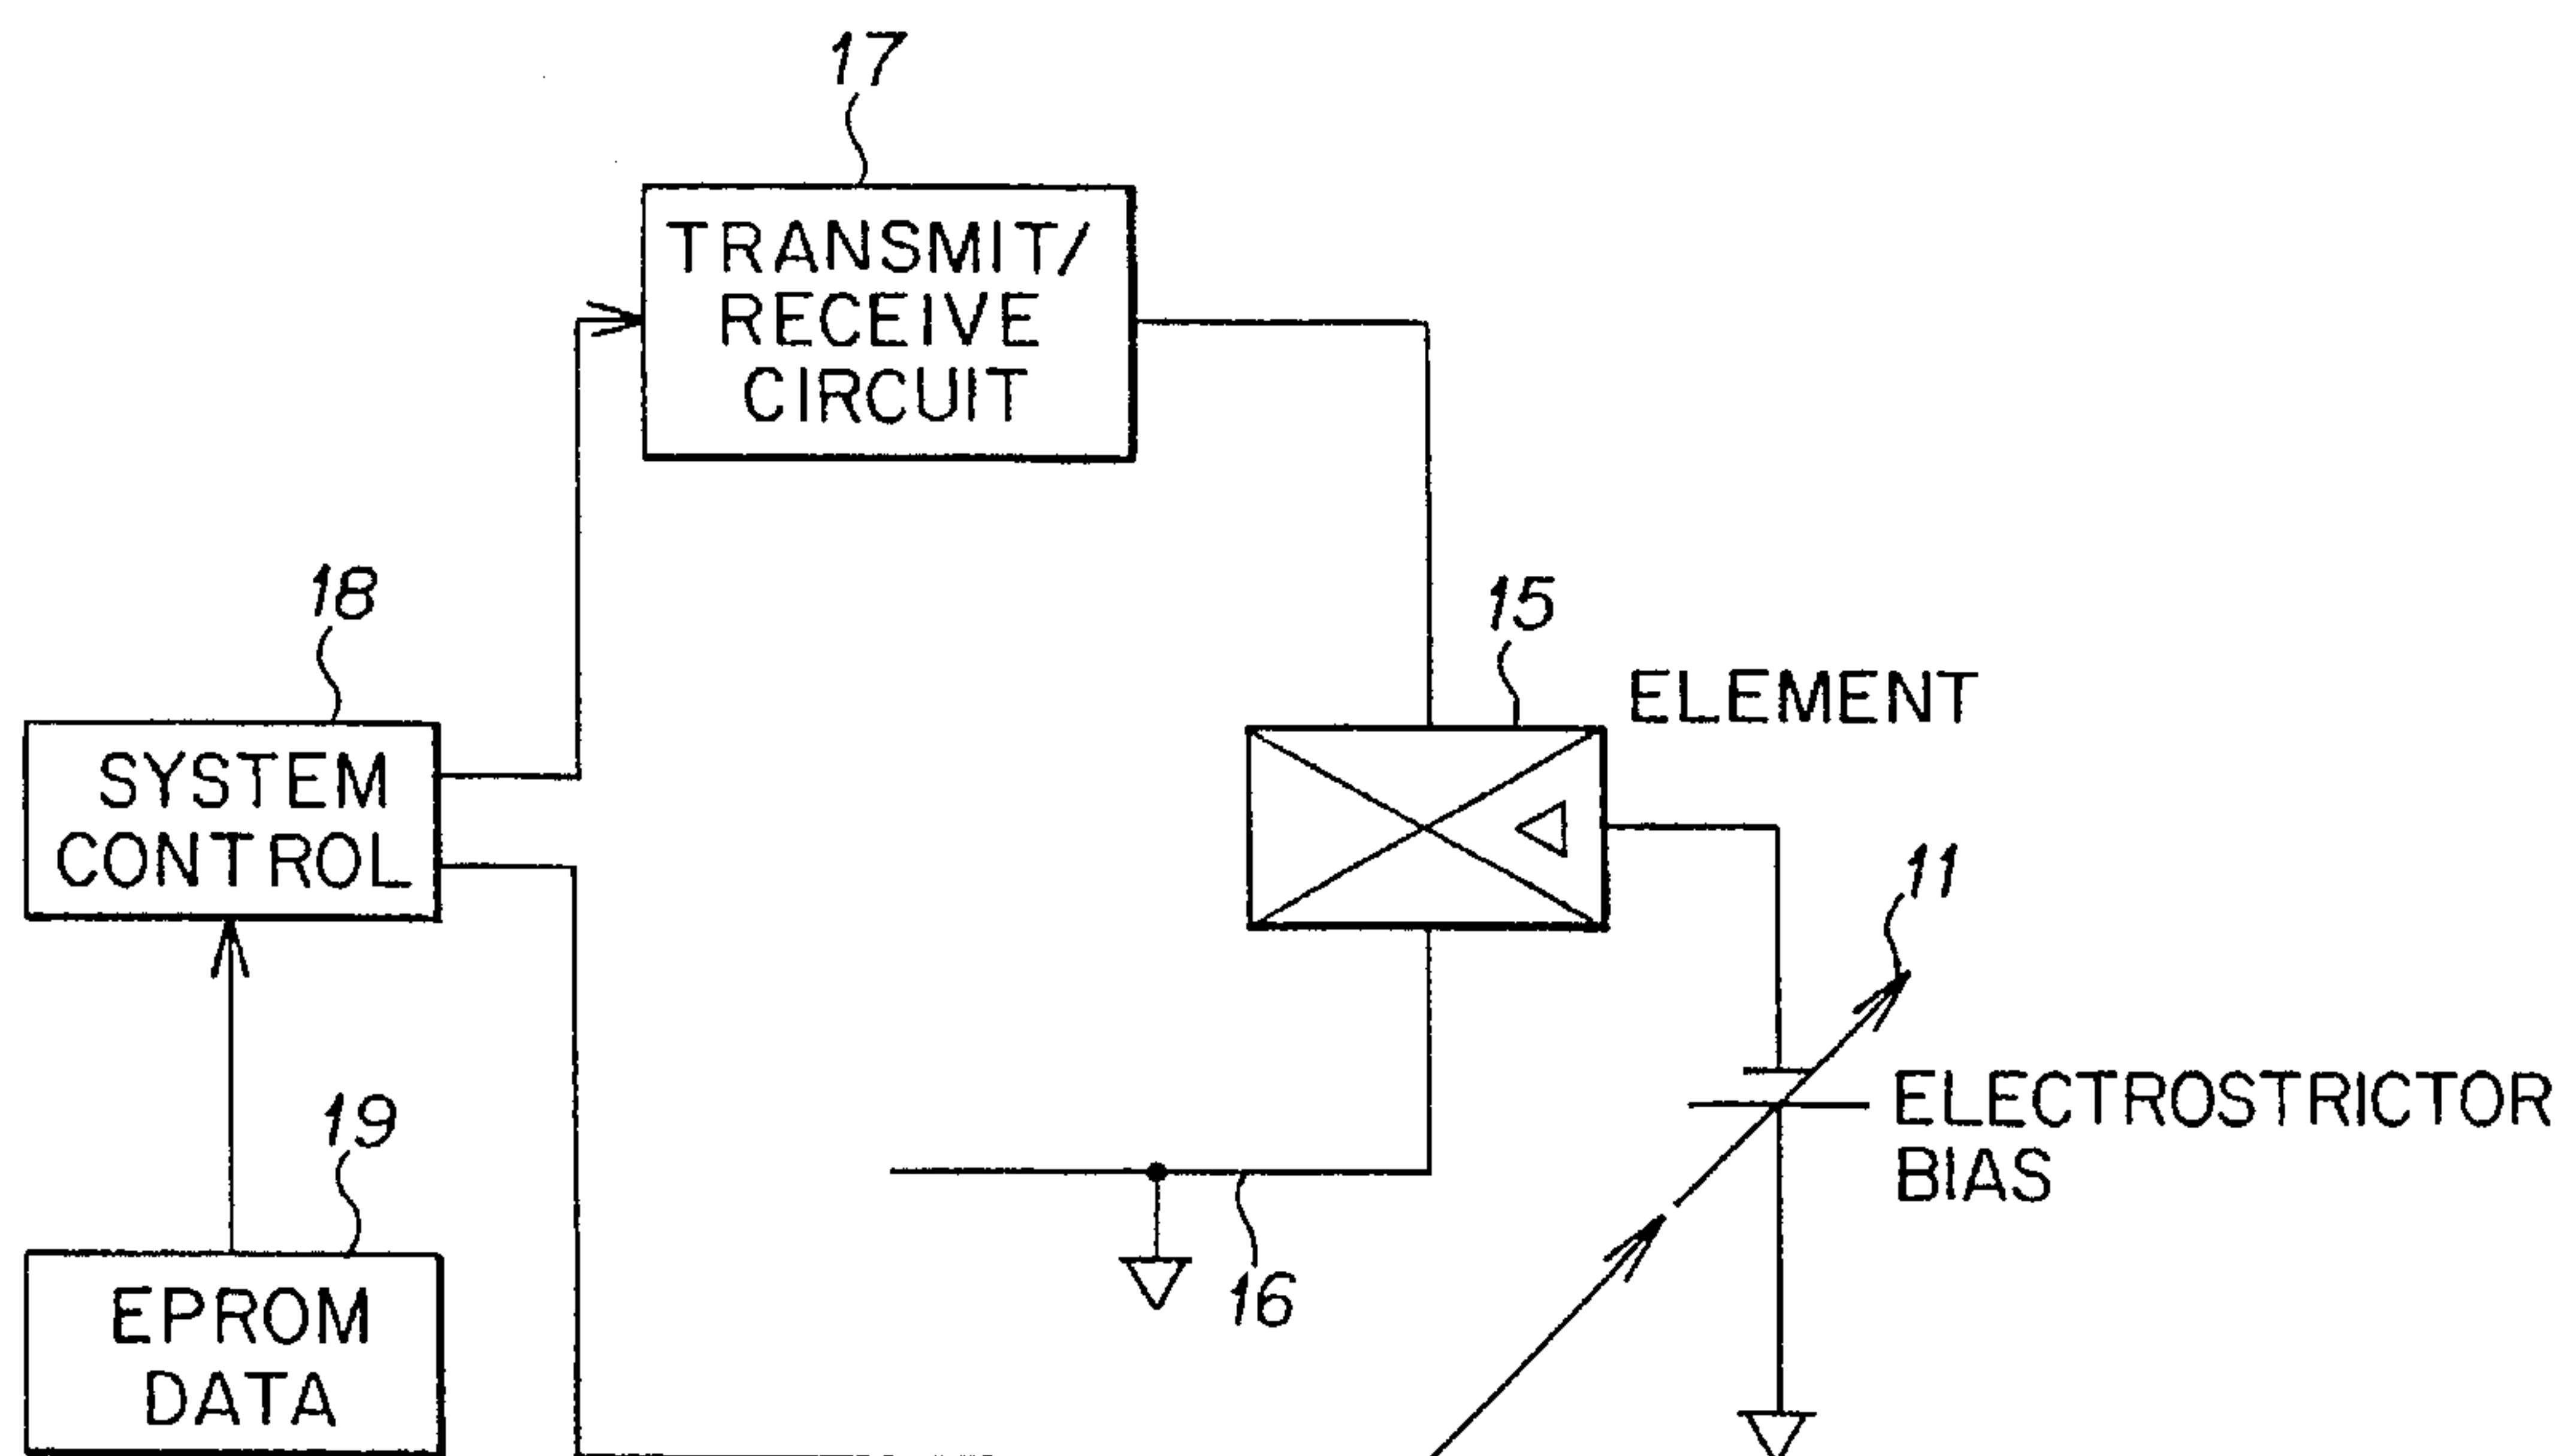 17
TRANSMIT/
RECEIVE
CIRCUIT
18
15
ELEMENT
SYSTEM
CONTROL
11
19
ELECTROSTRICTOR
BIAS
16
EPROM
DATA